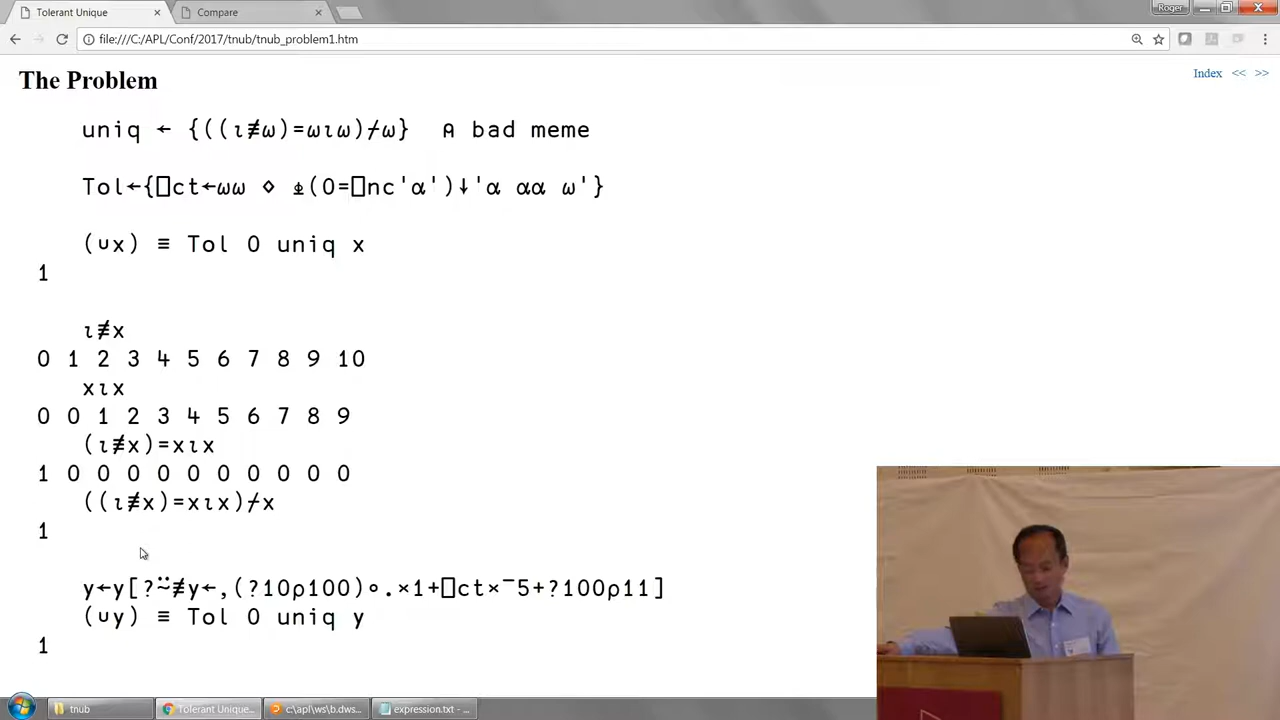 Tolerant Unique
Compare
Roger
file:///C:/APL/Conf/2017/tnub/tnub_problem1.htm
The Problem
Index << >>
uniq ← {((⍳≢⍵)=⍵⍳⍵)⌿⍵} ⍝ bad meme
Tol←{⎕ct←⍵⍵ ⋄ ⍎(0=⎕nc'⍺')↓'⍺ ⍺⍺ ⍵'}
(∪x) ≡ Tol 0 uniq x
1
⍳≢x
0 1 2 3 4 5 6 7 8 9 10
x⍳x
0 0 1 2 3 4 5 6 7 8 9
(⍳≢x)=x⍳x
1 0 0 0 0 0 0 0 0 0 0
((⍳≢x)=x⍳x)⌿x
1
y←y[?⍨≢y←,(?10⍴100)∘.×1+⎕ct×¯5+?100⍴11]
(∪y) ≡ Tol 0 uniq y
1
tnub
Tolerant Unique...
c:\apl\ws\b.dws...
expression.txt - ...